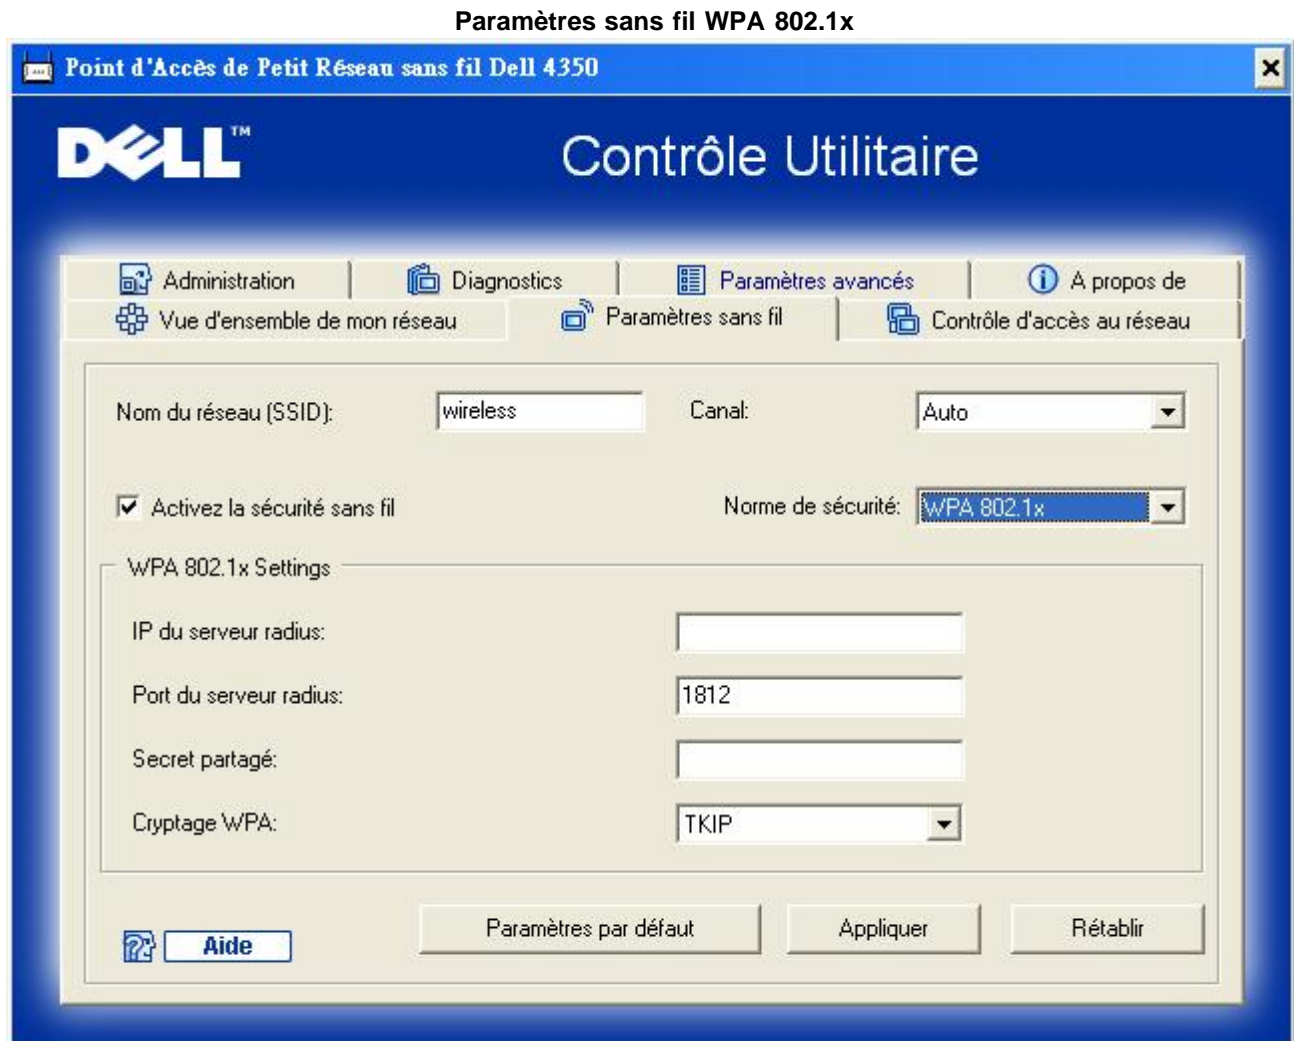 Paramètres sans fil WPA 802.1x
Point d'Accès de Petit Réseau sans fil Dell 4350
DELL™
Contrôle Utilitaire
Administration
Diagnostics
Paramètres avancés
A propos de
Vue d'ensemble de mon réseau
Paramètres sans fil
Contrôle d'accès au réseau
Nom du réseau (SSID): wireless Canal: Auto
Activez la sécurité sans fil Norme de sécurité: WPA 802.1x
WPA 802.1x Settings
IP du serveur radius:
Port du serveur radius: 1812
Secret partagé:
Cryptage WPA: TKIP
Aide Paramètres par défaut Appliquer Rétablir